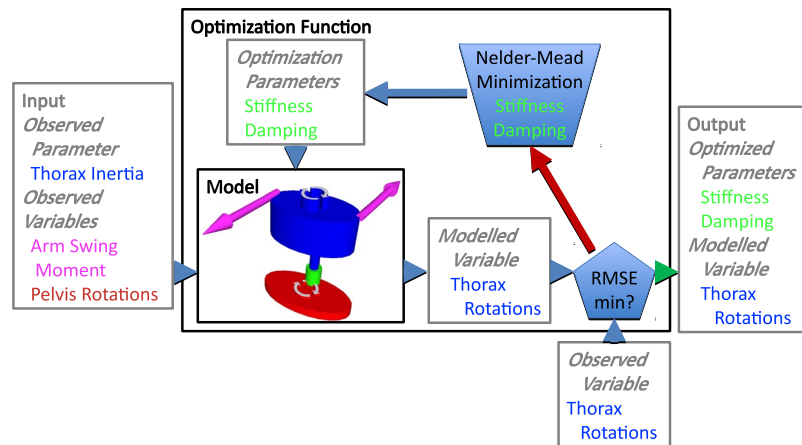 Optimization Function
Input
Observed
Parameter
Thorax Inertia
Observed
Variables
Arm Swing
Moment
Pelvis Rotations
Optimization
Parameters
Stiffness
Damping
Nelder-Mead
Minimization
Stiffness
Damping
Model
Modelled
Variable
Thorax
Rotations
RMSE
min?
Observed
Variable
Thorax
Rotations
Output
Optimized
Parameters
Stiffness
Damping
Modelled
Variable
Thorax
Rotations